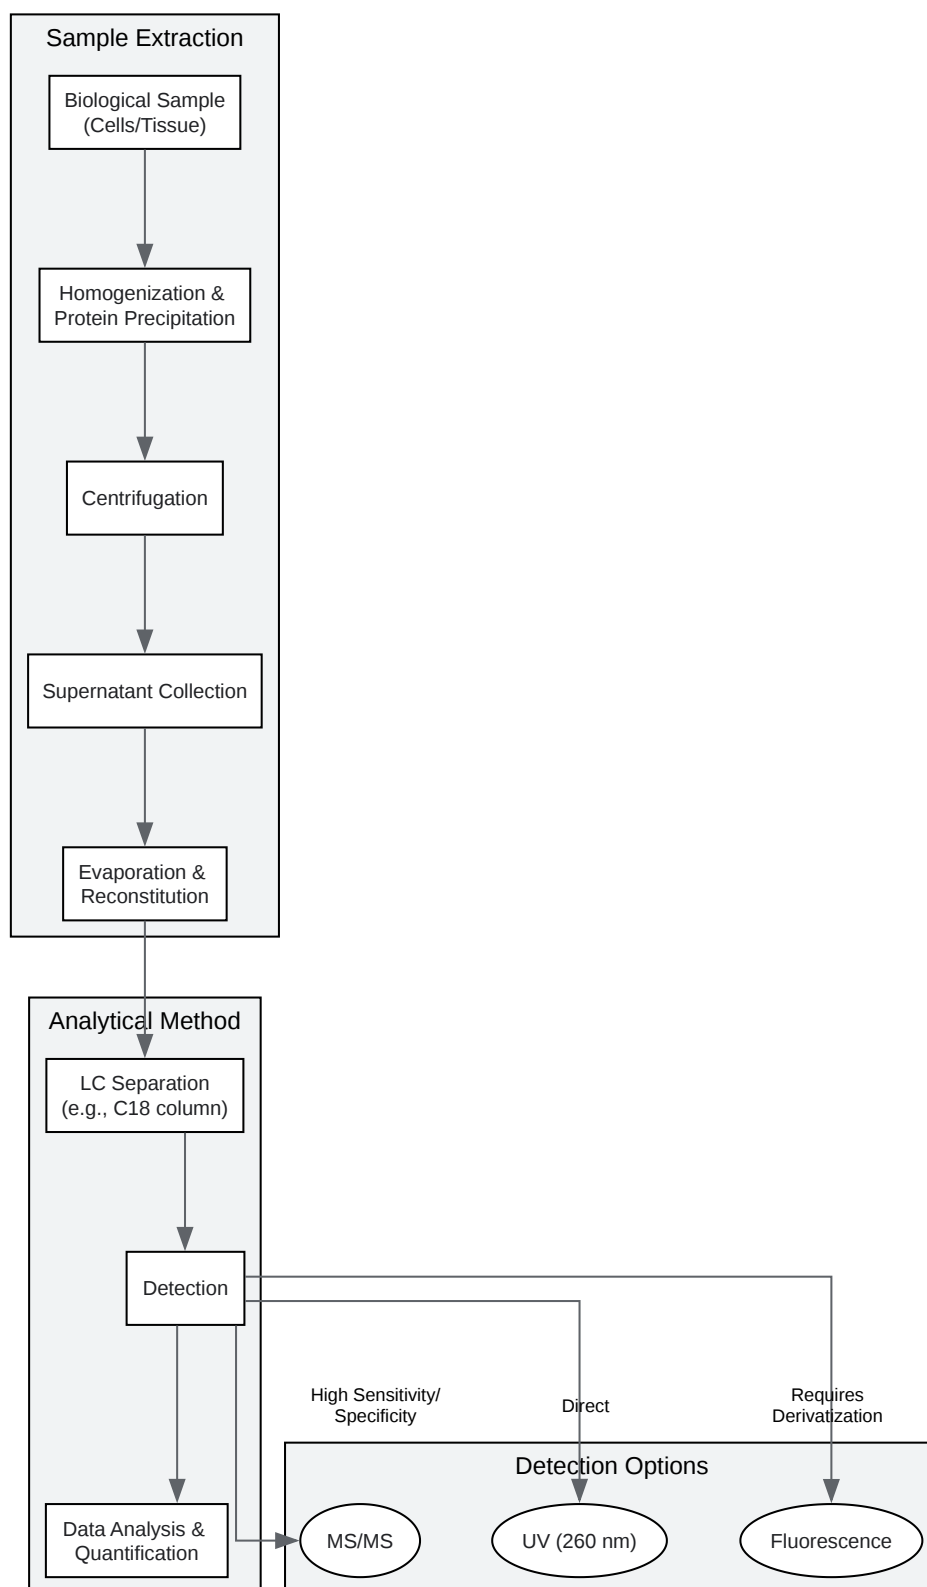 Sample Extraction
Biological Sample
(Cells/Tissue)
Homogenization &
Protein Precipitation
Centrifugation
Supernatant Collection
Evaporation &
Reconstitution
Analytical Method
LC Separation
(e.g., C18 column)
Detection
High Sensitivity/
Specificity
Direct
Requires
Derivatization
Detection Options
Data Analysis &
Quantification
MS/MS
UV (260 nm)
Fluorescence